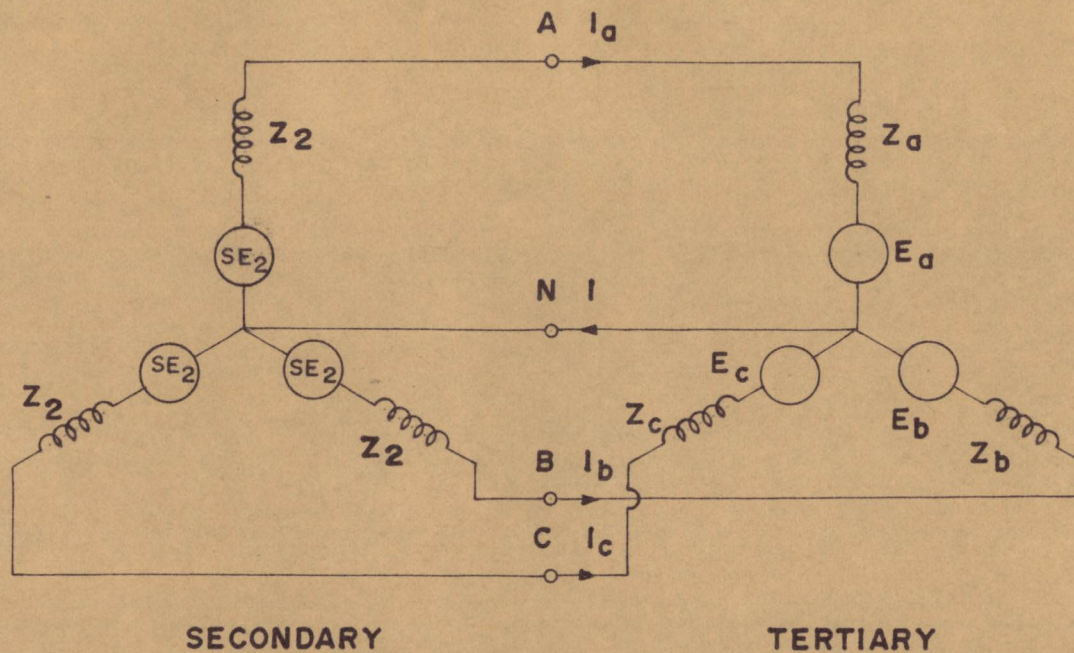 A I_a
Z_2
Z_a
SE_2
E_a
N I
SE_2
SE_2
E_c
E_b
Z_2
Z_2
Z_c
Z_b
B I_b
C I_c
SECONDARY
TERTIARY